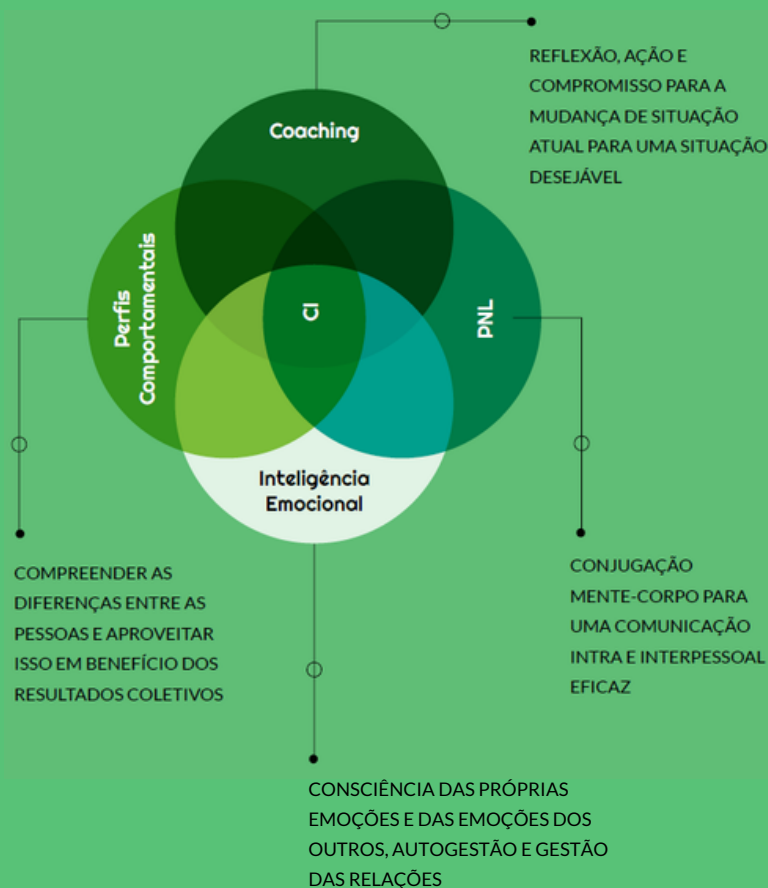 REFLEXÃO, AÇÃO E
COMPROMISSO PARA A
MUDANÇA DE SITUAÇÃO
ATUAL PARA UMA SITUAÇÃO
DESEJÁVEL
Coaching
Perfis
Comportamentais
CI
PNL
Inteligência
Emocional
COMPREENDER AS
DIFERENÇAS ENTRE AS
PESSOAS E APROVEITAR
ISSO EM BENEFÍCIO DOS
RESULTADOS COLETIVOS
CONJUGAÇÃO
MENTE-CORPO PARA
UMA COMUNICAÇÃO
INTRA E INTERPESSOAL
EFICAZ
CONSCIÊNCIA DAS PRÓPRIAS
EMOÇÕES E DAS EMOÇÕES DOS
OUTROS, AUTOGESTÃO E GESTÃO
DAS RELAÇÕES